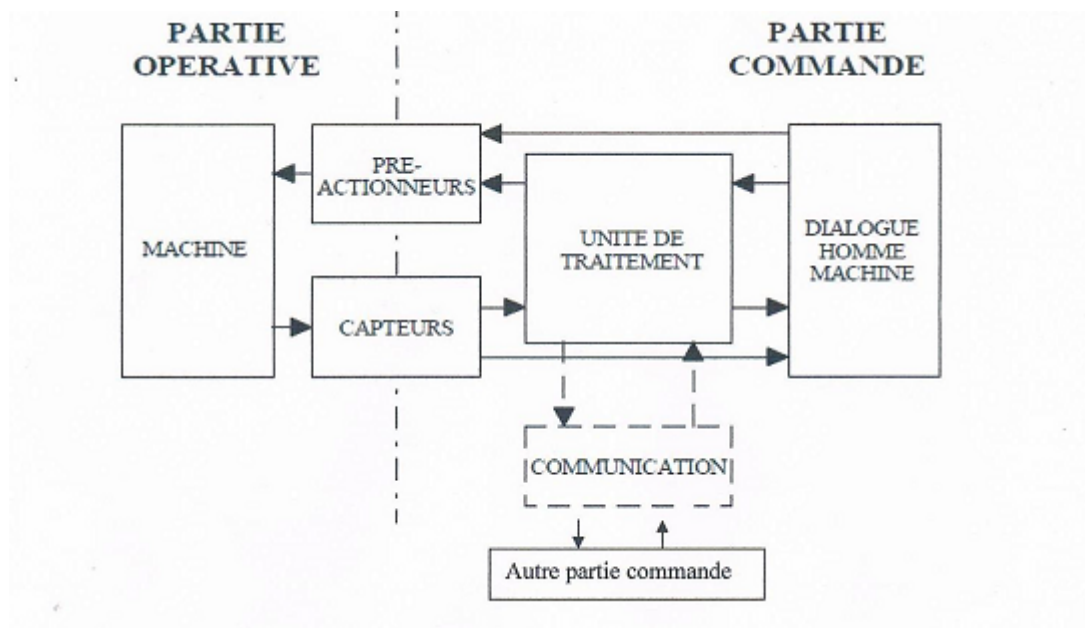 PARTIE
OPERATIVE
PARTIE
COMMANDE
MACHINE
PRE-
ACTIONNEURS
CAPTEURS
UNITE DE
TRAITEMENT
DIALOGUE
HOMME
MACHINE
COMMUNICATION
Autre partie commande